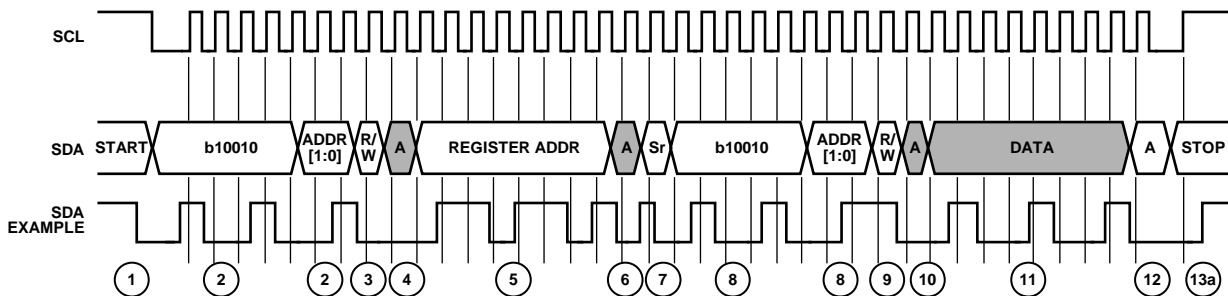 SCL
SDA START b10010 ADDR [1:0] R/W A REGISTER ADDR A Sr b10010 ADDR [1:0] R/W A DATA A STOP
SDA EXAMPLE
1 2 2 3 4 5 6 7 8 8 9 10 11 12 13a